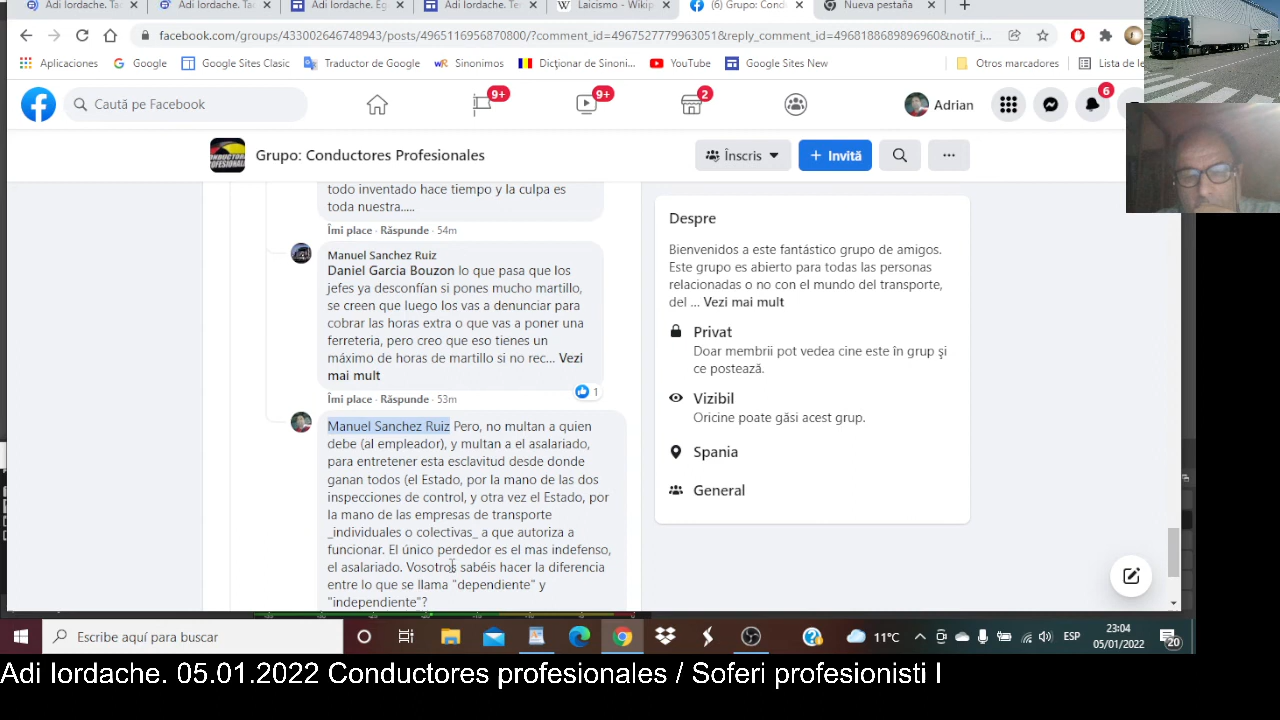 Adi Iordache. Tac
Adi Iordache. Tac
Adi Iordache. Eg
Adi Iordache. Te
Laicismo - Wikip
(6) Grupo: Condu
Nueva pestaña
facebook.com/groups/433002646748943/posts/
Aplicaciones
Google
Google Sites Clasic
Traductor de Google
Sinonimos
Dicționar de Sinoni...
YouTube
Google Sites New
Otros marcadores
Lista de le
Caută pe Facebook
9+
9+
2
Adrian
6
Grupo: Conductores Profesionales
Înscris
+ Invită
todo inventado hace tiempo y la culpa es
toda nuestra.....
Îmi place · Răspunde · 54m
Manuel Sanchez Ruiz
Daniel Garcia Bouzon lo que pasa que los
jefes ya desconfían si pones mucho martillo,
se creen que luego los vas a denunciar para
cobrar las horas extra o que vas a poner una
ferreteria, pero creo que eso tienes un
máximo de horas de martillo si no rec... Vezi
mai mult
1
Îmi place · Răspunde · 53m
Manuel Sanchez Ruiz Pero, no multan a quien
debe (al empleador), y multan a el asalariado,
para entretener esta esclavitud desde donde
ganan todos (el Estado, por la mano de las dos
inspecciones de control, y otra vez el Estado, por
la mano de las empresas de transporte
_individuales o colectivas_ a que autoriza a
funcionar. El único perdedor es el mas indefenso,
el asalariado. Vosotros sabéis hacer la diferencia
entre lo que se llama "dependiente" y
"independiente"?
Despre
Bienvenidos a este fantástico grupo de amigos.
Este grupo es abierto para todas las personas
relacionadas o no con el mundo del transporte,
del ... Vezi mai mult
Privat
Doar membrii pot vedea cine este în grup și
ce postează.
Vizibil
Oricine poate găsi acest grup.
Spania
General
Escribe aquí para buscar
11°C
ESP
23:04
05/01/2022
20
Adi Iordache. 05.01.2022 Conductores profesionales / Soferi profesionisti I